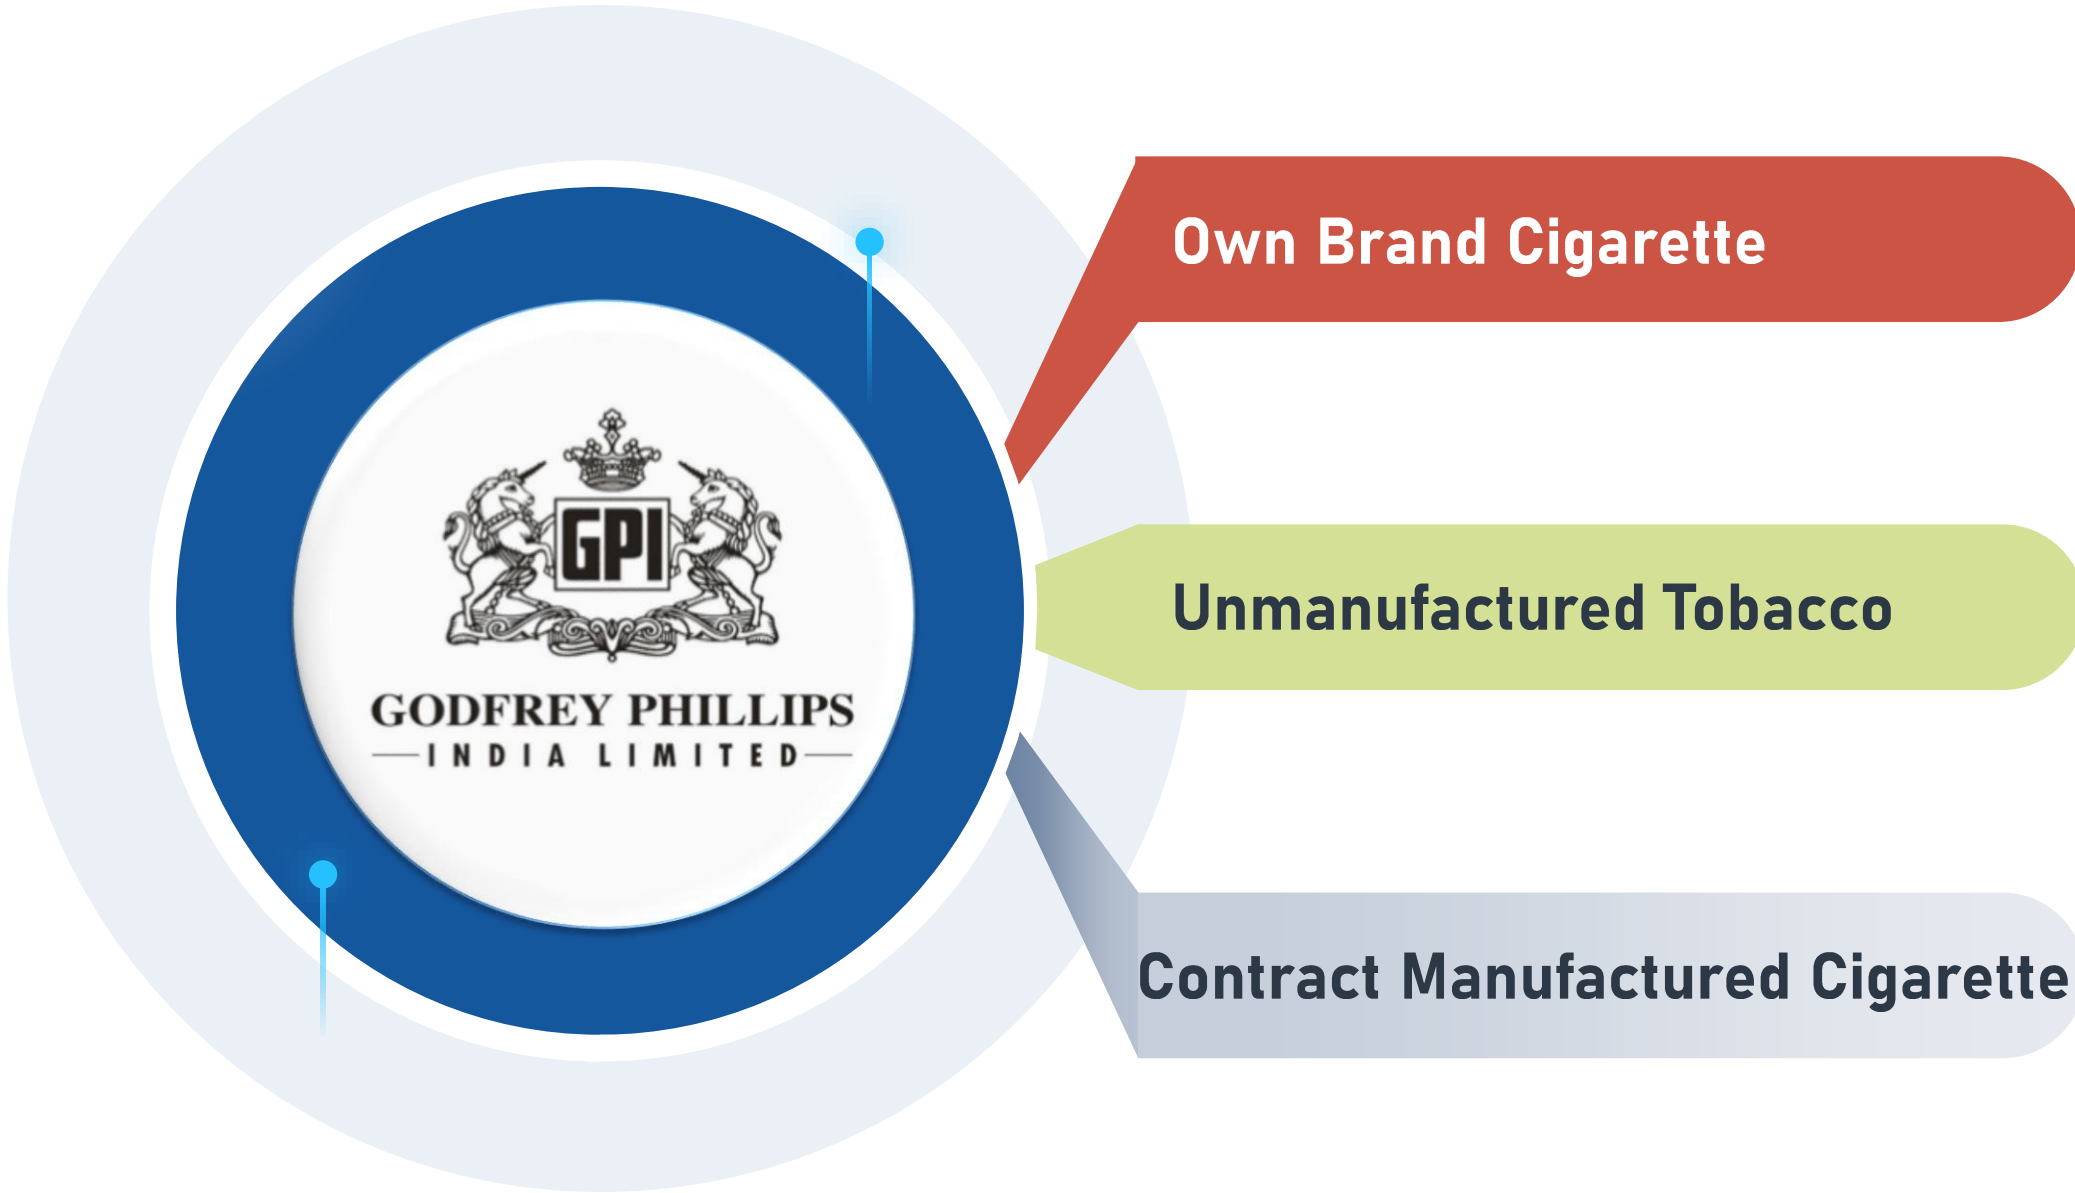 GPI
GODFREY PHILLIPS
INDIA LIMITED
Own Brand Cigarette
Unmanufactured Tobacco
Contract Manufactured Cigarette